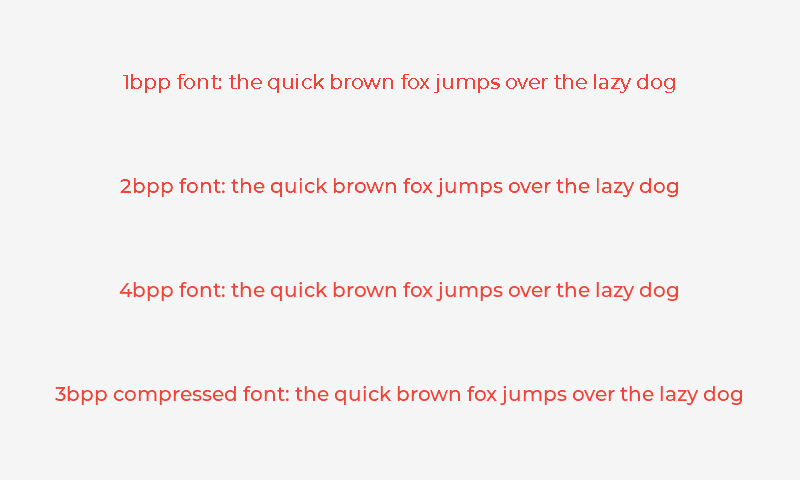 1bpp font: the quick brown fox jumps over the lazy dog
2bpp font: the quick brown fox jumps over the lazy dog
4bpp font: the quick brown fox jumps over the lazy dog
3bpp compressed font: the quick brown fox jumps over the lazy dog